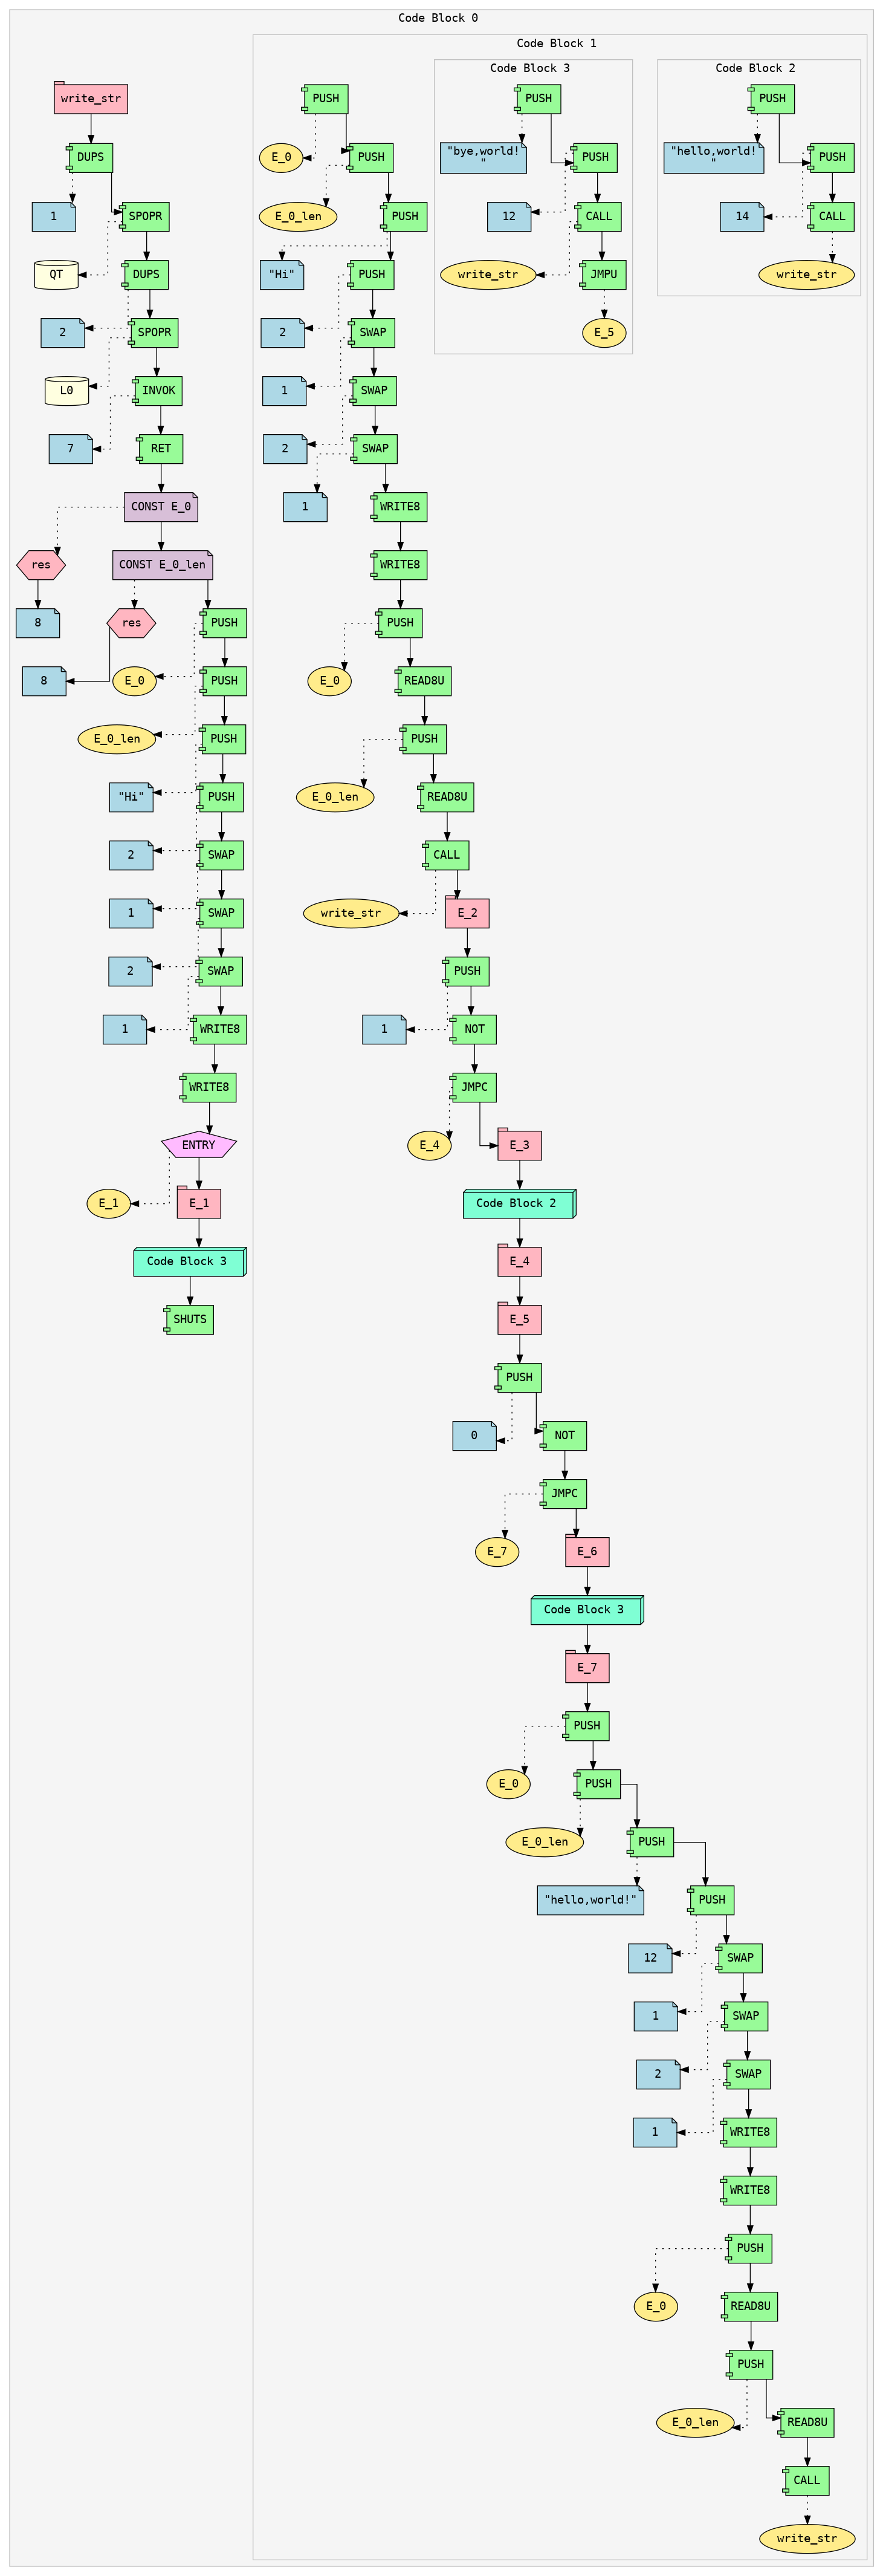 Code Block 0
write_str
DUPS
1
SPOPR
QT
DUPS
2
SPOPR
L0
INVOK
7
RET
CONST E_0
res
CONST E_0_len
8
res
PUSH
8
E_0
PUSH
E_0_len
PUSH
"Hi"
PUSH
2
SWAP
1
SWAP
2
SWAP
1
WRITE8
WRITE8
ENTRY
E_1
E_1
Code Block 3
SHUTS
Code Block 1
PUSH
E_0
PUSH
E_0_len
PUSH
"Hi"
PUSH
2
SWAP
1
SWAP
2
SWAP
1
WRITE8
WRITE8
PUSH
E_0
READ8U
PUSH
E_0_len
READ8U
CALL
write_str
E_2
PUSH
1
NOT
JMPC
E_4
E_3
Code Block 2
E_4
E_5
PUSH
0
NOT
JMPC
E_7
E_6
Code Block 3
E_7
PUSH
E_0
PUSH
E_0_len
PUSH
"hello,world!"
PUSH
12
SWAP
1
SWAP
2
SWAP
1
WRITE8
WRITE8
PUSH
E_0
READ8U
PUSH
E_0_len
READ8U
CALL
write_str
Code Block 3
PUSH
"bye,world!
"
PUSH
12
CALL
write_str
JMPU
E_5
Code Block 2
PUSH
"hello,world!
"
PUSH
14
CALL
write_str